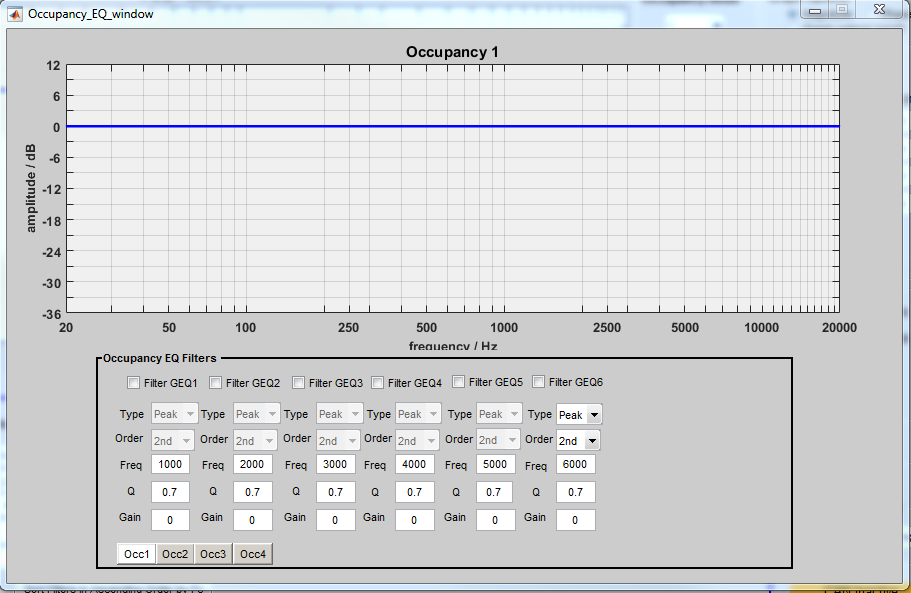 Occupancy_EQ_window
Occupancy 1
12
6
0
-6
-12
-18
-24
-30
-36
amplitude / dB
20 50 100 250 500 1000 2500 5000 10000 20000
frequency / Hz
Occupancy EQ Filters
Filter GEQ1 Filter GEQ2 Filter GEQ3 Filter GEQ4 Filter GEQ5 Filter GEQ6
Type Peak Type Peak Type Peak Type Peak Type Peak Type Peak
Order 2nd Order 2nd Order 2nd Order 2nd Order 2nd Order 2nd
Freq 1000 Freq 2000 Freq 3000 Freq 4000 Freq 5000 Freq 6000
Q 0.7 Q 0.7 Q 0.7 Q 0.7 Q 0.7 Q 0.7
Gain 0 Gain 0 Gain 0 Gain 0 Gain 0 Gain 0
Occ1 Occ2 Occ3 Occ4